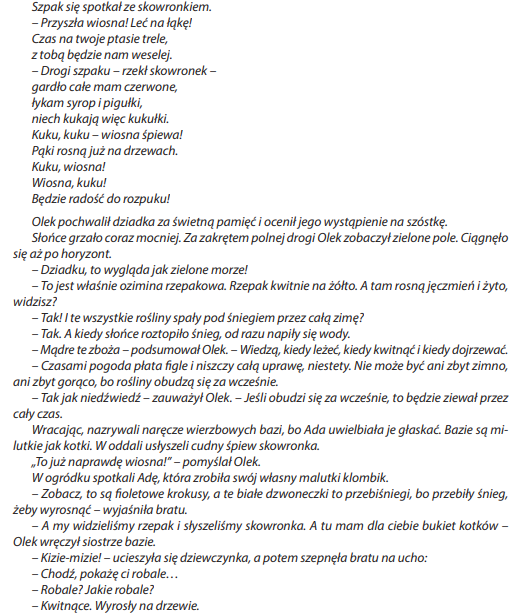 Szpak się spotkał ze skowronkiem.
– Przyszła wiosna! Leć na łąkę!
Czas na twoje ptasie trele,
z tobą będzie nam weselej.
– Drogi szpaku – rzekł skowronek –
gardło całe mam czerwone,
łykam syrop i pigułki,
niech kukają więc kukułki.
Kuku, kuku – wiosna śpiewa!
Pąki rosną już na drzewach.
Kuku, wiosna!
Wiosna, kuku!
Będzie radość do rozpuku!
Olek pochwalił dziadka za świetną pamięć i ocenił jego wystąpienie na szóstkę.
Słońce grzało coraz mocniej. Za zakrętem polnej drogi Olek zobaczył zielone pole. Ciągnęło
się aż po horyzont.
– Dziadku, to wygląda jak zielone morze!
– To jest właśnie ozimina rzepakowa. Rzepak kwitnie na żółto. A tam rosną jęczmień i żyto,
widzisz?
– Tak! I te wszystkie rośliny spały pod śniegiem przez całą zimę?
– Tak. A kiedy słońce roztopiło śnieg, od razu napiły się wody.
– Mądre te zboża – podsumował Olek. – Wiedzą, kiedy leżeć, kiedy kwitnąć i kiedy dojrzewać.
– Czasami pogoda płata figle i niszczy całą uprawę, niestety. Nie może być ani zbyt zimno,
ani zbyt gorąco, bo rośliny obudzą się za wcześnie.
– Tak jak niedźwiedź – zauważył Olek. – Jeśli obudzi się za wcześnie, to będzie ziewał przez
cały czas.
Wracając, nazrywali naręcze wierzbowych bazi, bo Ada uwielbiała je głaskać. Bazie są mi-
lutkie jak kotki. W oddali usłyszeli cudny śpiew skowronka.
„To już naprawdę wiosna!” – pomyślał Olek.
W ogródku spotkali Adę, która zrobiła swój własny malutki klombik.
– Zobacz, to są fioletowe krokusy, a te białe dzwoneczki to przebiśniegi, bo przebiły śnieg,
żeby wyrosnąć – wyjaśniła bratu.
– A my widzieliśmy rzepak i słyszeliśmy skowronka. A tu mam dla ciebie bukiet kotków –
Olek wręczył siostrze bazie.
– Kizie-mizie! – ucieszyła się dziewczynka, a potem szepnęła bratu na ucho:
– Chodź, pokażę ci robale…
– Robale? Jakie robale?
– Kwitnące. Wyrosły na drzewie.